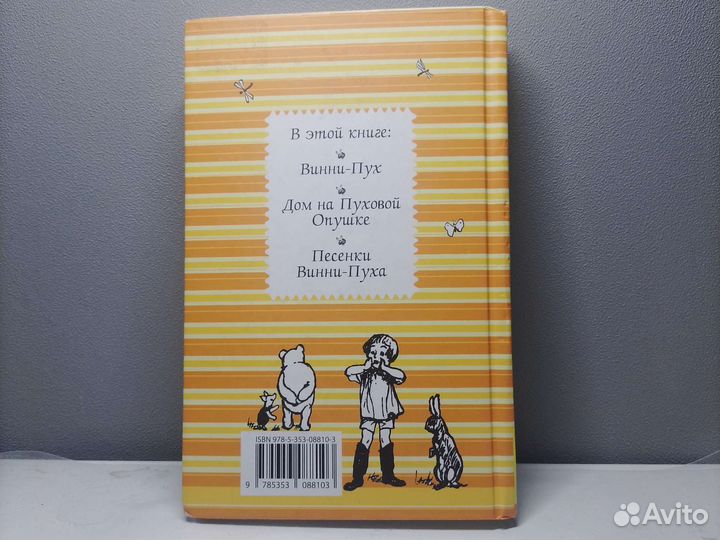 В этой книге:
Винни-Пух
Дом на Пуховой
Опушке
Песенки
Винни-Пуха
ISBN 978-5-353-08810-3
9 785353 088103
Avito